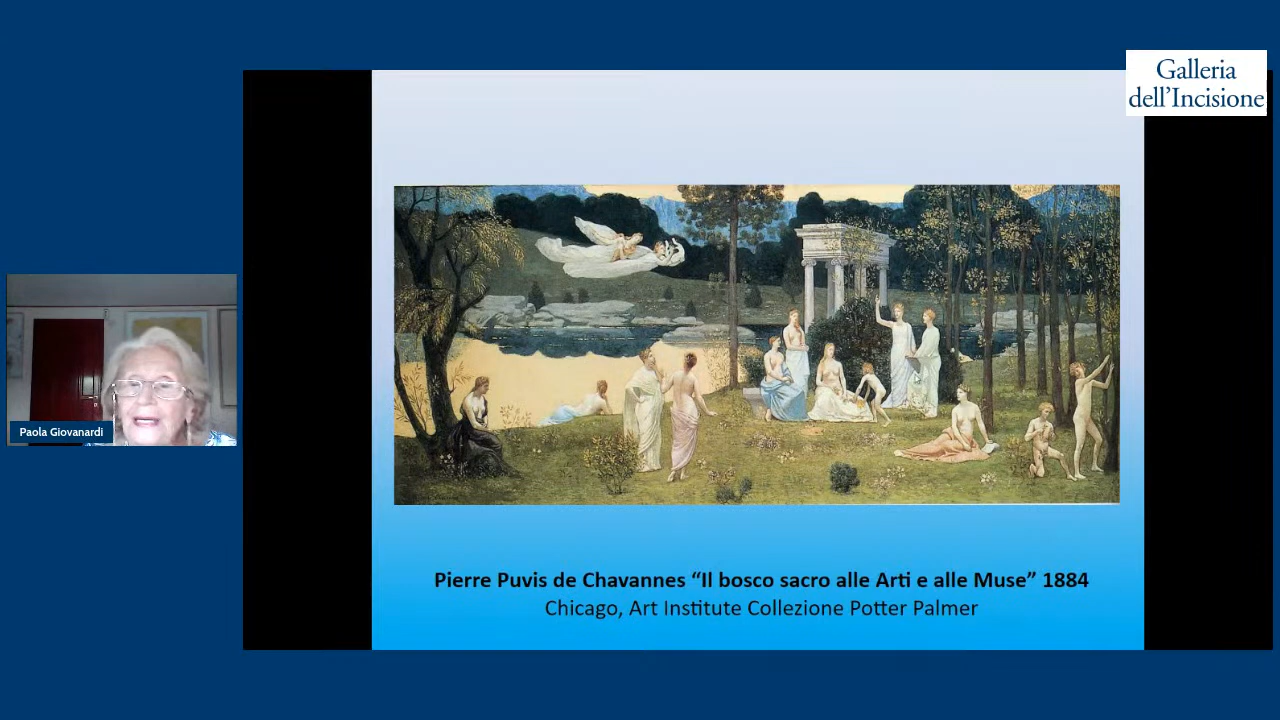 Galleria
dell'Incisione
Paola Giovanardi
Pierre Puvis de Chavannes “Il bosco sacro alle Arti e alle Muse” 1884
Chicago, Art Institute Collezione Potter Palmer